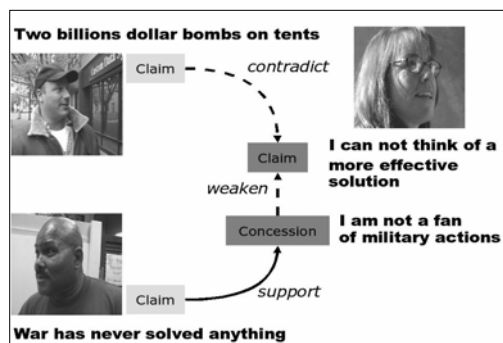 Two billions dollar bombs on tents
Claim
contradict
Claim
I can not think of a
more effective
solution
weaken
Concession
I am not a fan
of military actions
Claim
support
War has never solved anything